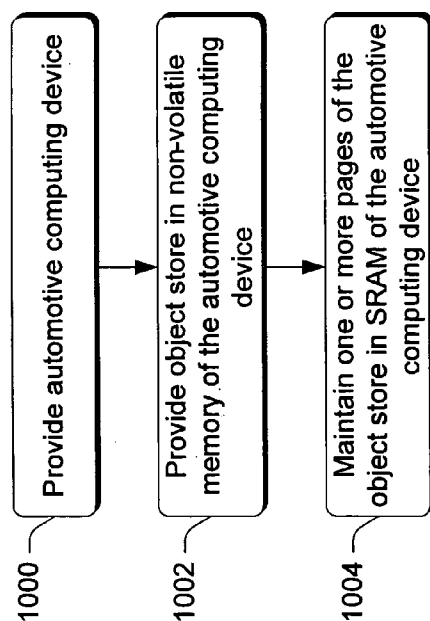 1000
Provide automotive computing device
1002
Provide object store in non-volatile
memory of the automotive computing
device
1004
Maintain one or more pages of the
object store in SRAM of the automotive
computing device